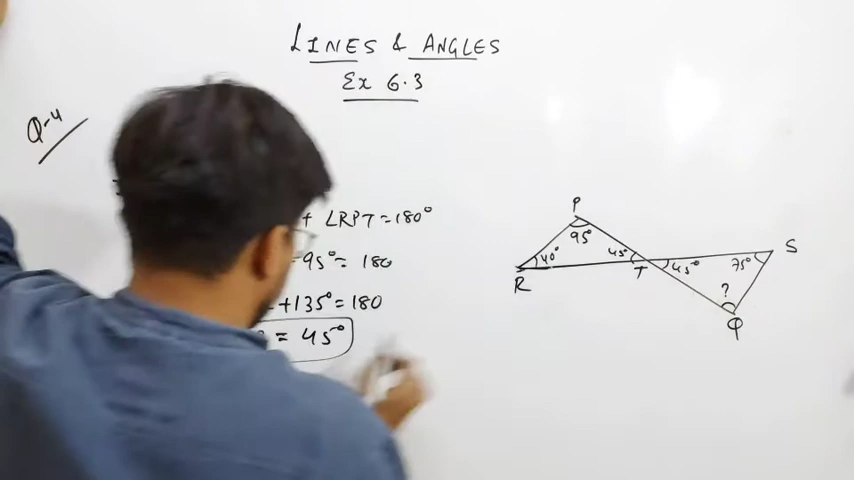 LINES & ANGLES
Ex 6.3
Q-4
+ ∠RPT = 180°
95° = 180
+ 135° = 180
= 45°
P
95°
40°
45°
R
T
45°
75°
S
?
Q